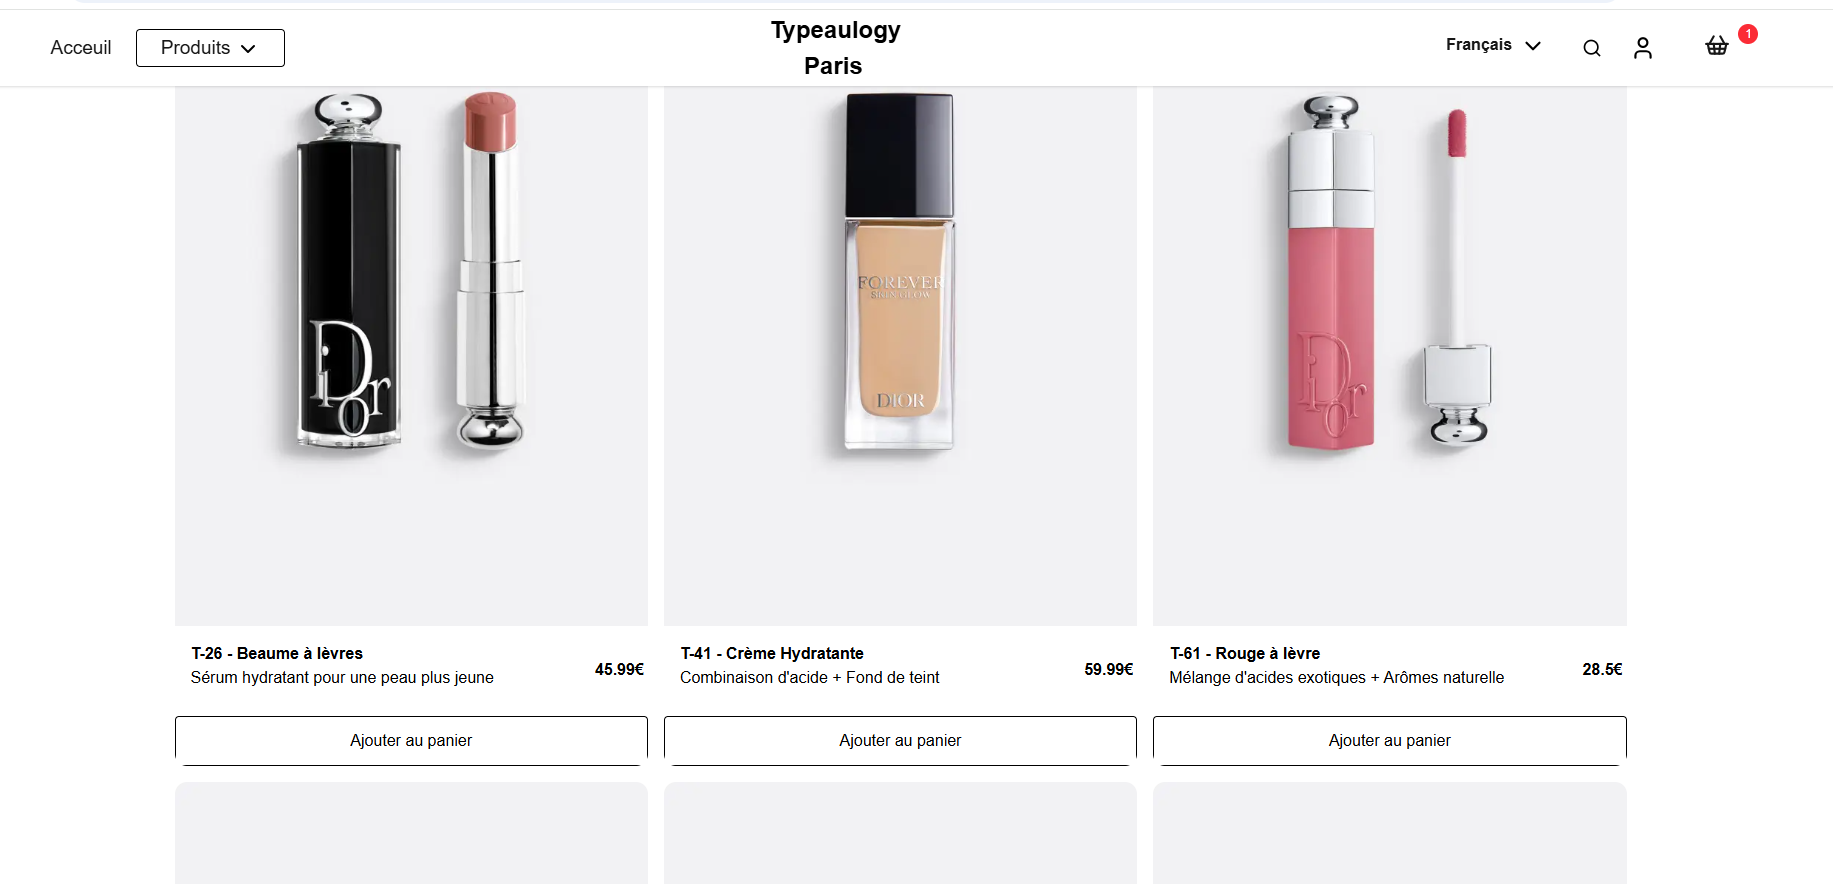 Acceuil
Produits
Typeaulogy
Paris
Français
1
Dior
FOREVER
SKIN GLOW
DIOR
Dior
T-26 - Beaume à lèvres
Sérum hydratant pour une peau plus jeune
45.99€
T-41 - Crème Hydratante
Combinaison d'acide + Fond de teint
59.99€
T-61 - Rouge à lèvre
Mélange d'acides exotiques + Arômes naturelle
28.5€
Ajouter au panier
Ajouter au panier
Ajouter au panier